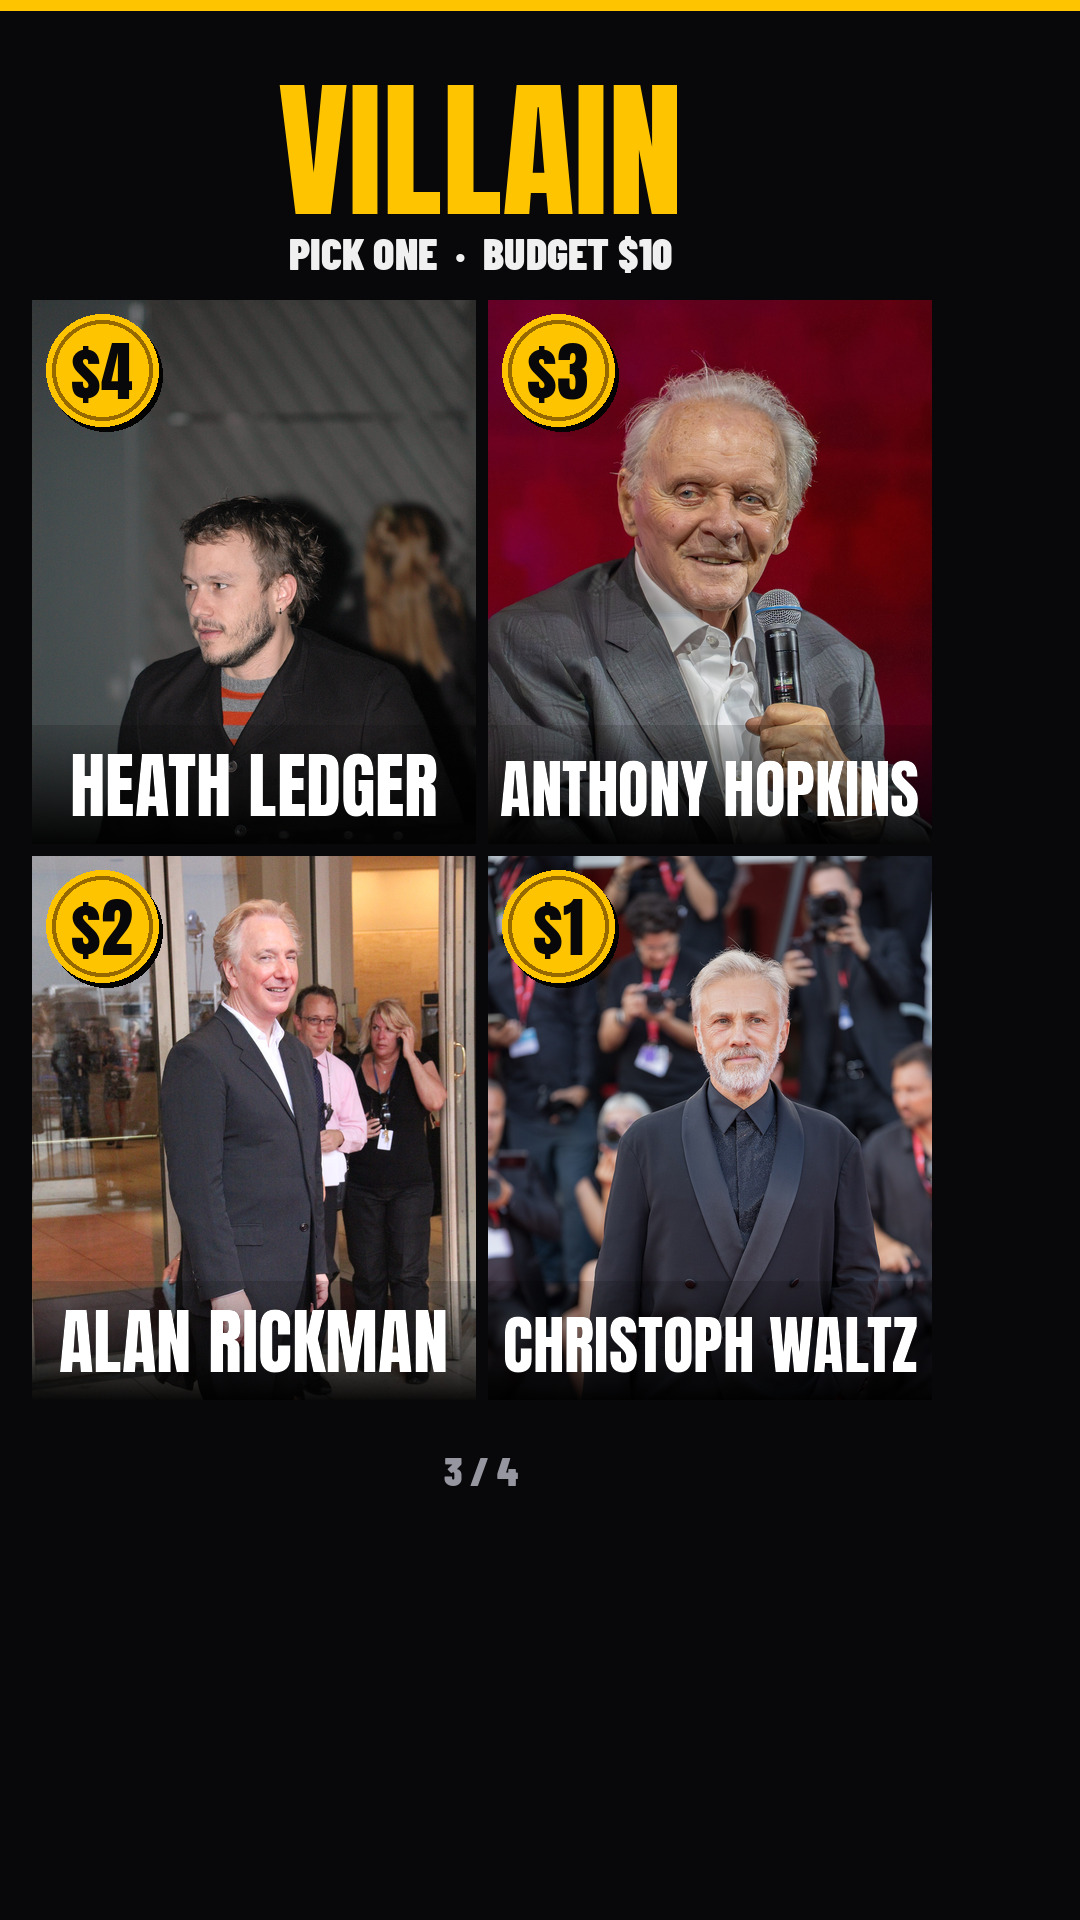 VILLAIN
PICK ONE · BUDGET $10
$4
$3
HEATH LEDGER
ANTHONY HOPKINS
$2
$1
ALAN RICKMAN
CHRISTOPH WALTZ
3 / 4